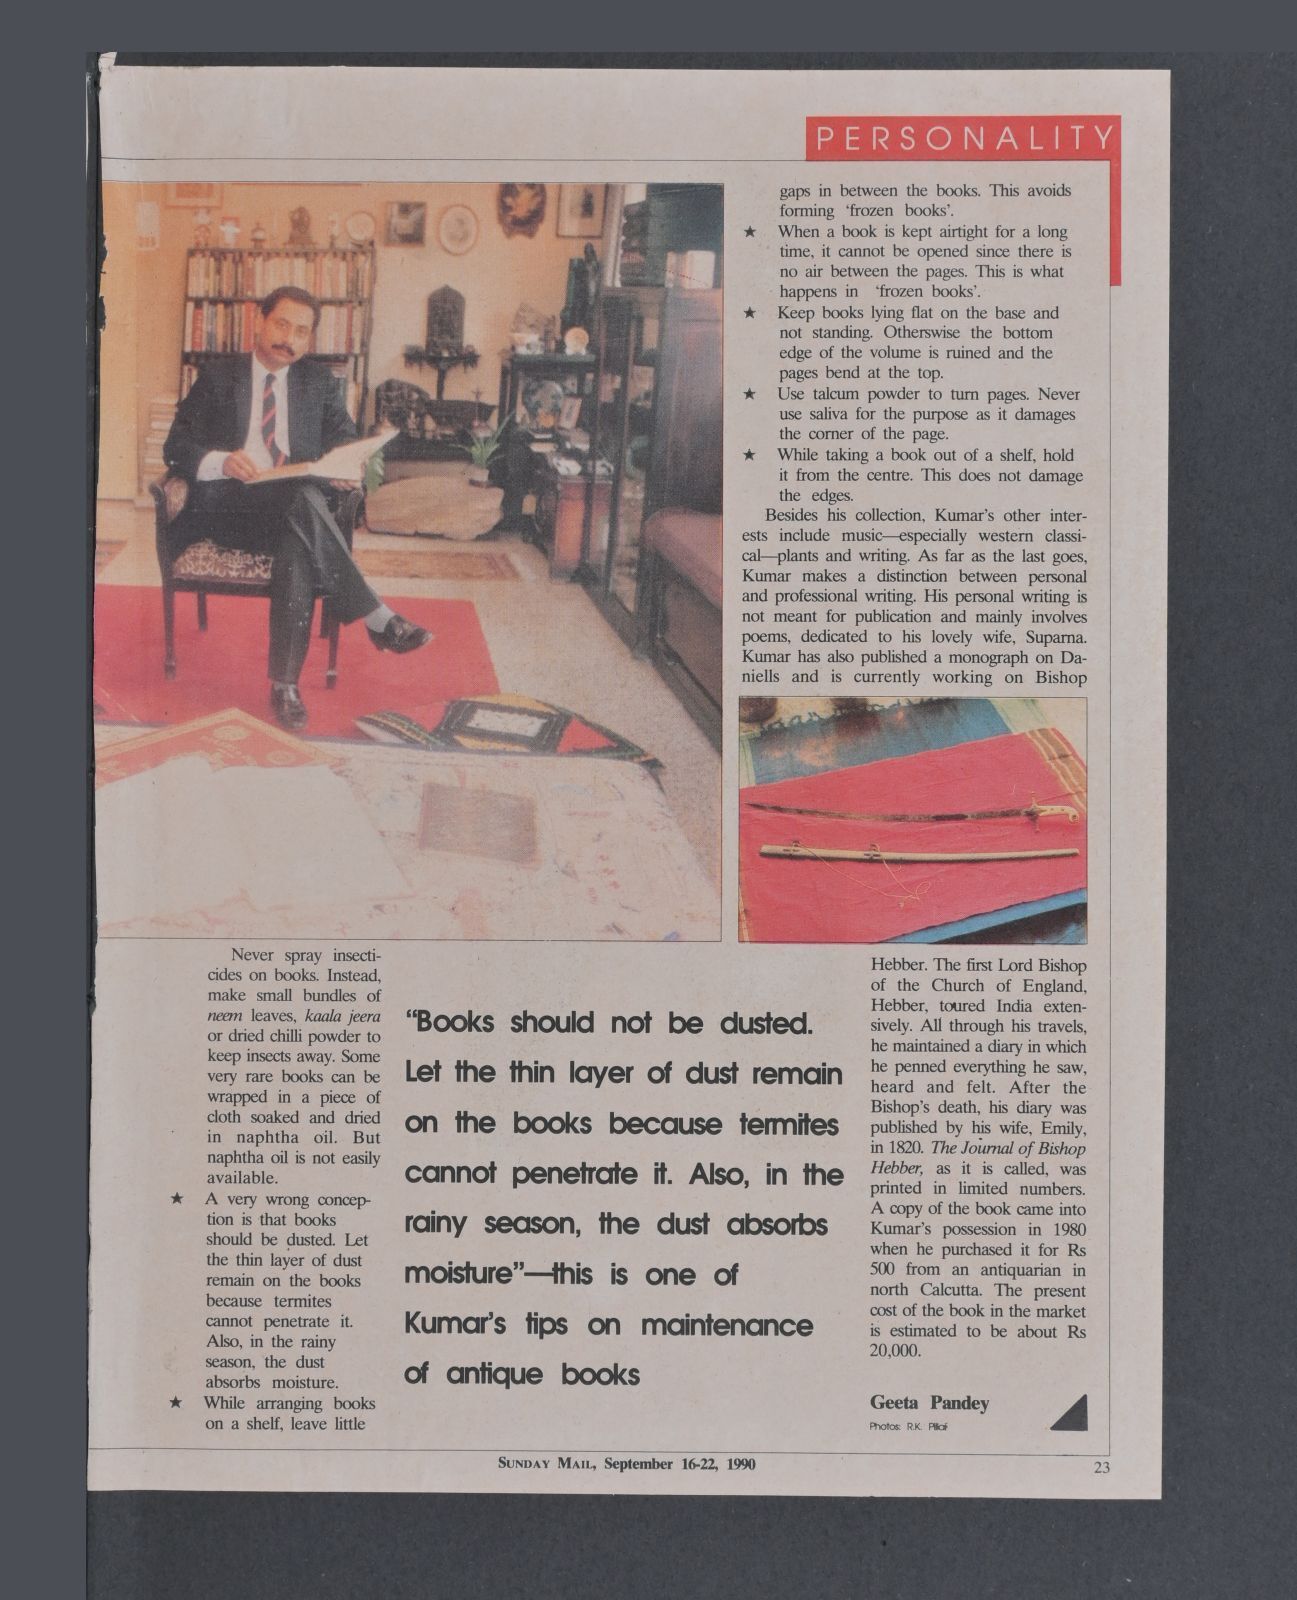 PERSONALITY
Never spray insecti-
cides on books. Instead,
make small bundles of
neem leaves, kaala jeera
or dried chilli powder to
keep insects away. Some
very rare books can be
wrapped in a piece of
cloth soaked and dried
in naphtha oil. But
naphtha oil is not easily
available.
★ A very wrong concep-
tion is that books
should be dusted. Let
the thin layer of dust
remain on the books
because termites
cannot penetrate it.
Also, in the rainy
season, the dust
absorbs moisture.
★ While arranging books
on a shelf, leave little
"Books should not be dusted.
Let the thin layer of dust remain
on the books because termites
cannot penetrate it. Also, in the
rainy season, the dust absorbs
moisture"—this is one of
Kumar's tips on maintenance
of antique books
gaps in between the books. This avoids
forming 'frozen books'.
★ When a book is kept airtight for a long
time, it cannot be opened since there is
no air between the pages. This is what
happens in 'frozen books'.
★ Keep books lying flat on the base and
not standing. Otherswise the bottom
edge of the volume is ruined and the
pages bend at the top.
★ Use talcum powder to turn pages. Never
use saliva for the purpose as it damages
the corner of the page.
★ While taking a book out of a shelf, hold
it from the centre. This does not damage
the edges.
Besides his collection, Kumar's other inter-
ests include music—especially western classi-
cal—plants and writing. As far as the last goes,
Kumar makes a distinction between personal
and professional writing. His personal writing is
not meant for publication and mainly involves
poems, dedicated to his lovely wife, Suparna.
Kumar has also published a monograph on Da-
niells and is currently working on Bishop
Hebber. The first Lord Bishop
of the Church of England,
Hebber, toured India exten-
sively. All through his travels,
he maintained a diary in which
he penned everything he saw,
heard and felt. After the
Bishop's death, his diary was
published by his wife, Emily,
in 1820. The Journal of Bishop
Hebber, as it is called, was
printed in limited numbers.
A copy of the book came into
Kumar's possession in 1980
when he purchased it for Rs
500 from an antiquarian in
north Calcutta. The present
cost of the book in the market
is estimated to be about Rs
20,000.
Geeta Pandey
Photos: R.K. Pillai
SUNDAY MAIL, September 16-22, 1990
23